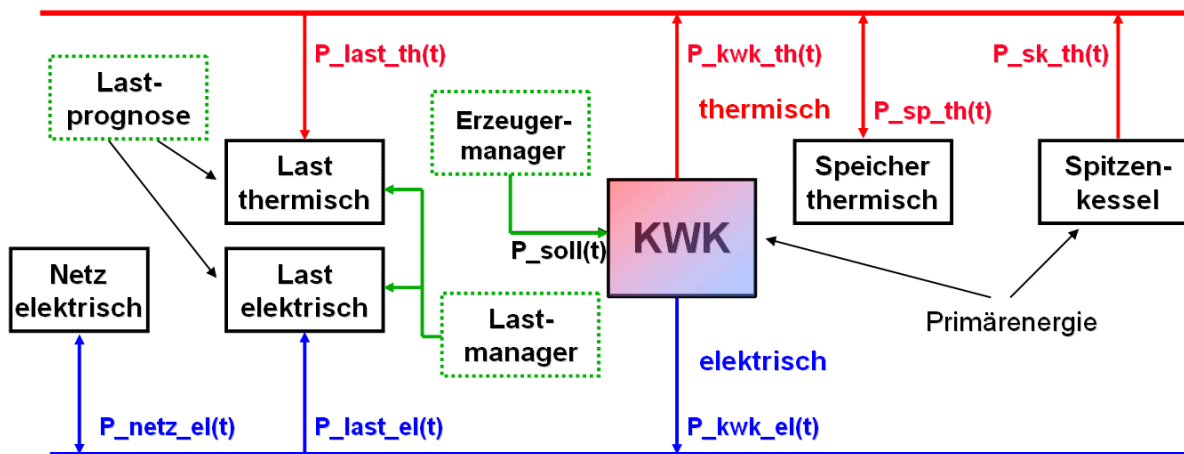 P_last_th(t)
P_kwk_th(t)
P_sk_th(t)
Last-
prognose
Erzeuger-
manager
thermisch
P_sp_th(t)
Last
thermisch
Speicher
thermisch
Spitzen-
kessel
KWK
P_soll(t)
Netz
elektrisch
Last
elektrisch
Last-
manager
Primärenergie
elektrisch
P_netz_el(t)
P_last_el(t)
P_kwk_el(t)